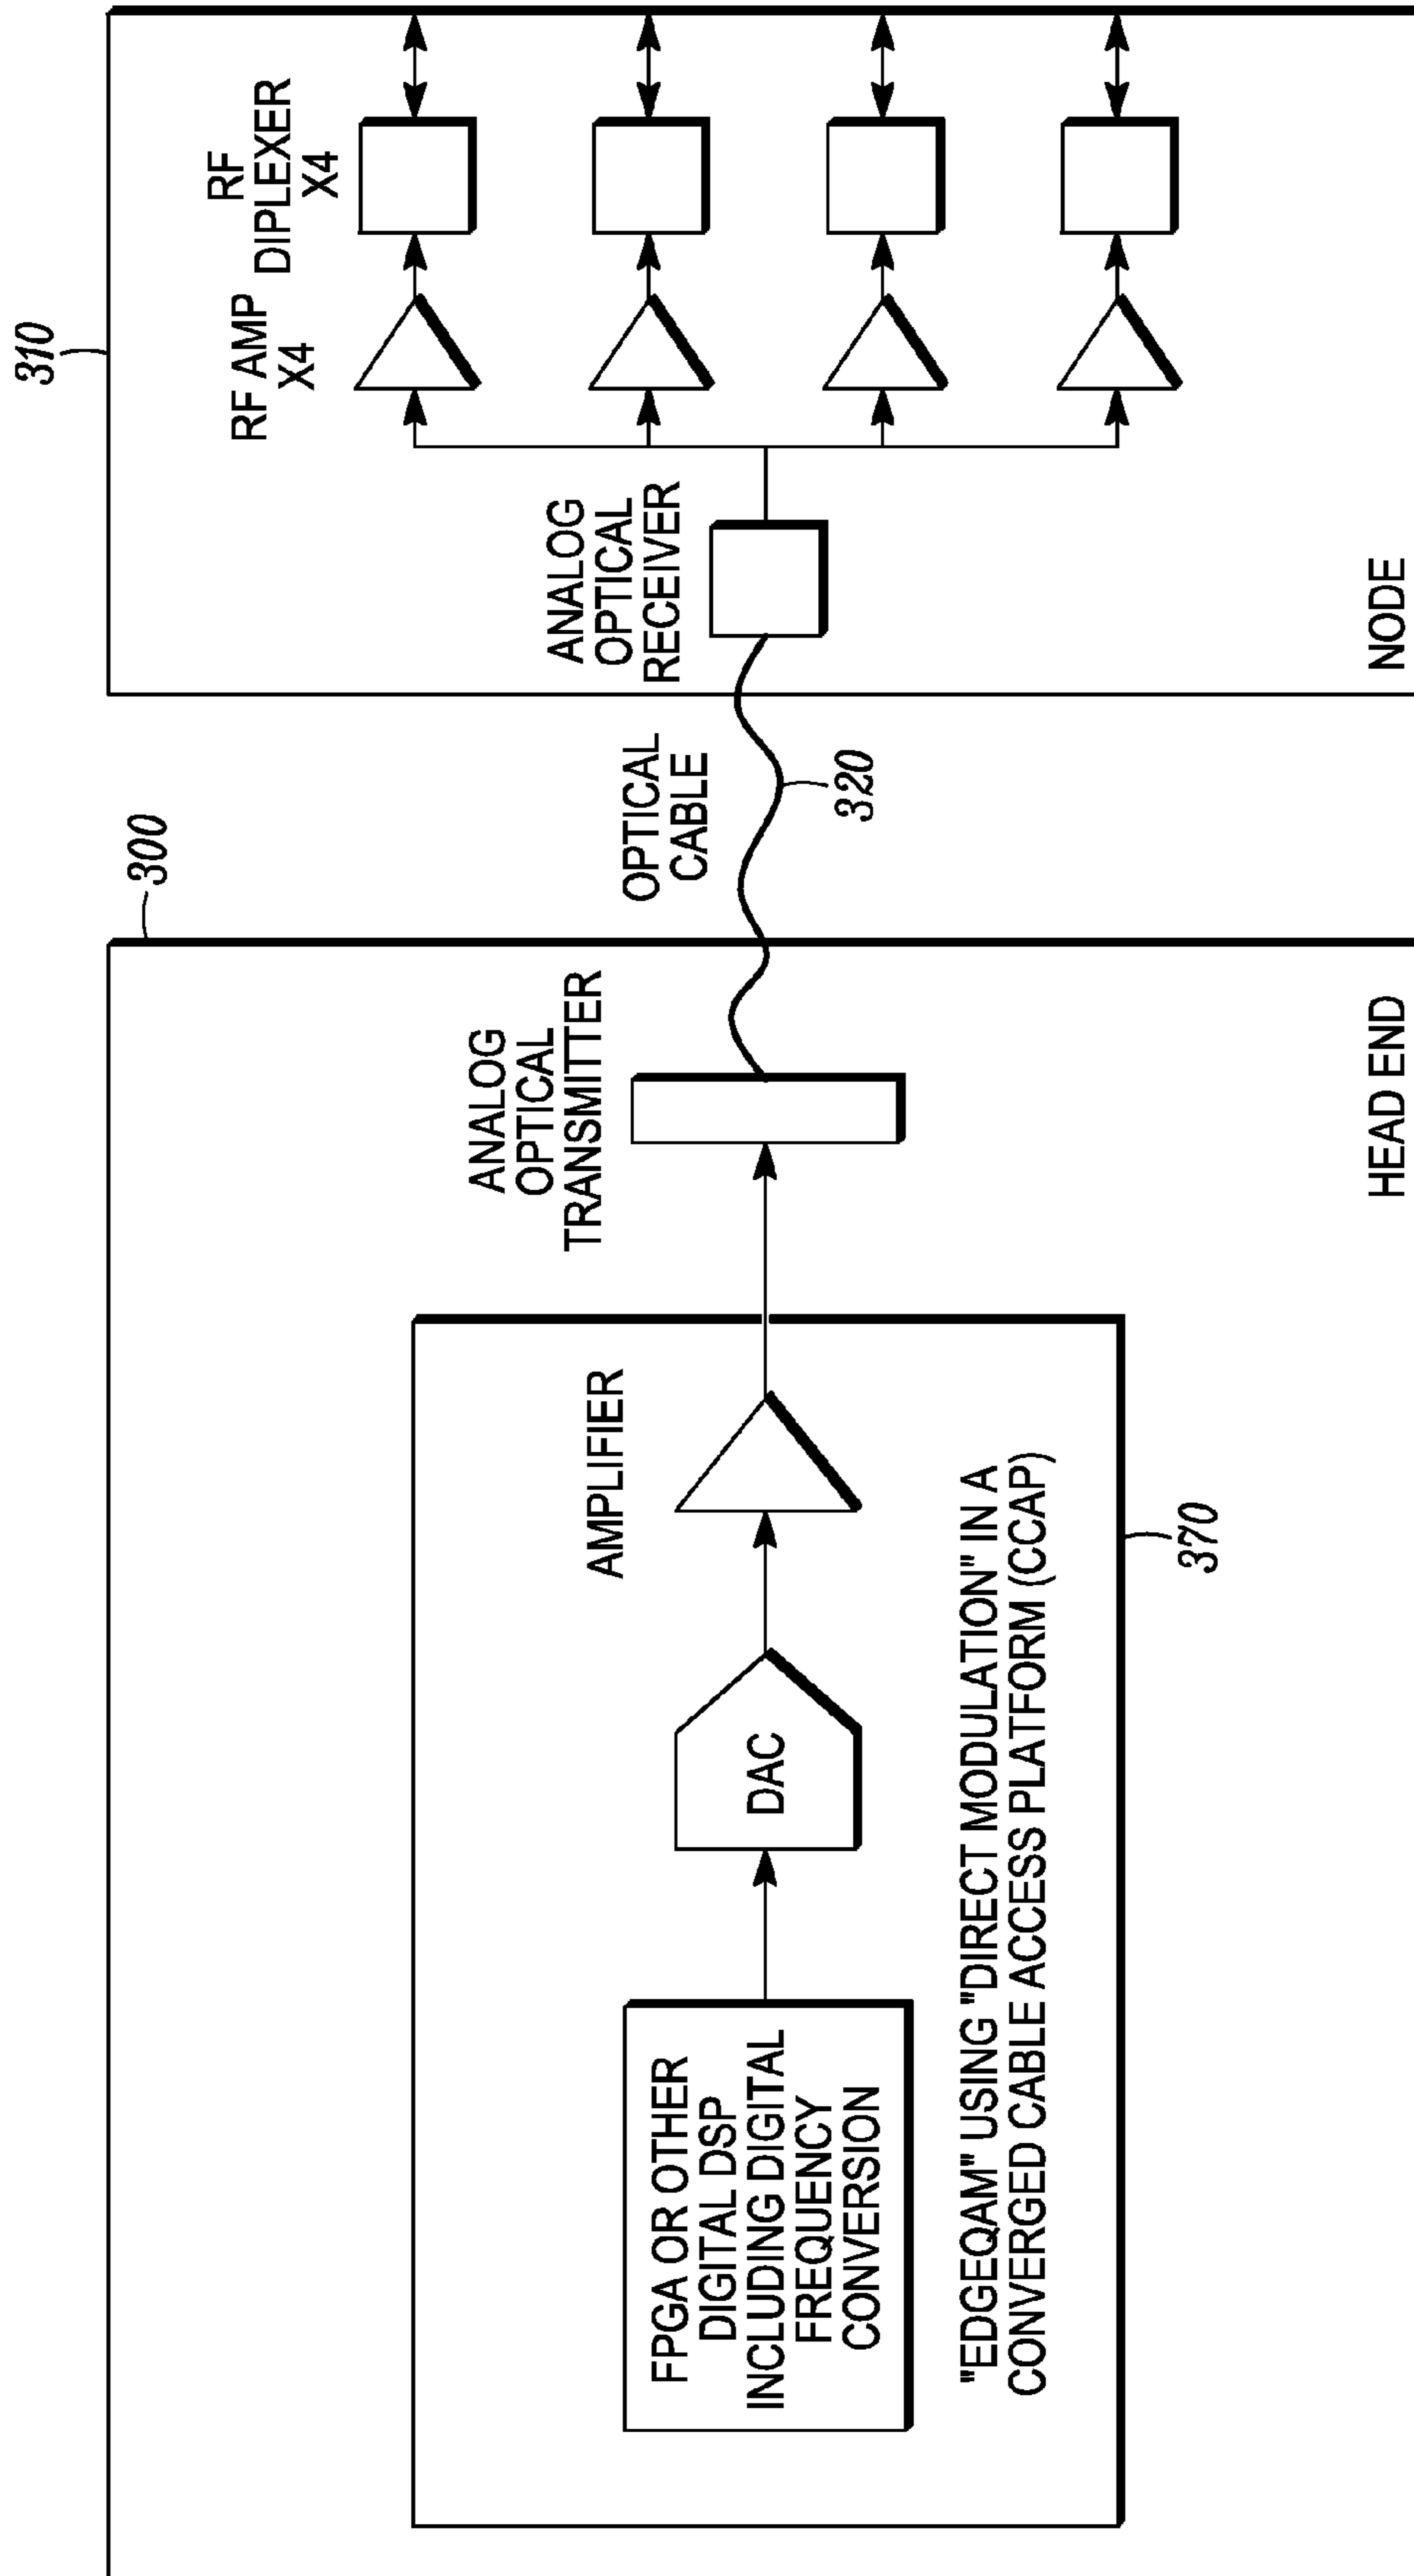 300
310
FPGA OR OTHER
DIGITAL DSP
INCLUDING DIGITAL
FREQUENCY
CONVERSION
DAC
AMPLIFIER
"EDGEQAM" USING "DIRECT MODULATION" IN A
CONVERGED CABLE ACCESS PLATFORM (CCAP)
370
ANALOG
OPTICAL
TRANSMITTER
HEAD END
OPTICAL
CABLE
320
ANALOG
OPTICAL
RECEIVER
RF AMP
X4
RF
DIPLEXER
X4
NODE